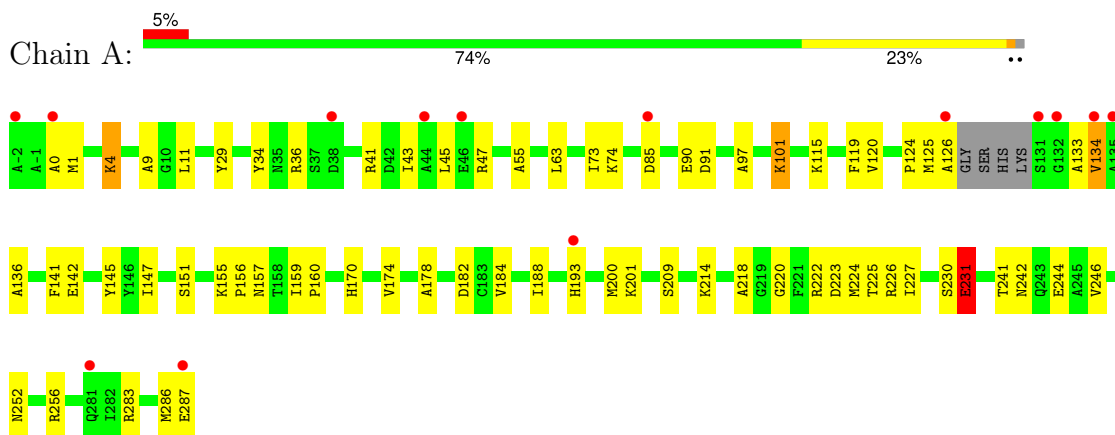 5%
Chain A:
74% 23% ••
A-2 A-1 A0 M1 K4 A9 G10 L11 Y29 Y34 N35 R36 S37 D38 R41 D42 I43 A44 L45 E46 R47 A55 L63 I73 K74 D85 E90 D91 A97 K101 K115 F119 V120 P124 M125 A126 GLY SER HIS LYS S131 G132 A133 V134 A135
A136 F141 E142 Y145 Y146 I147 S151 K155 P156 N157 T158 I159 P160 H170 V174 A178 D182 C183 V184 I188 H193 M200 K201 S209 K214 A218 G219 G220 F221 R222 D223 M224 T225 R226 I227 S230 E231 T241 N242 Q243 E244 A245 V246
N252 R256 Q281 I282 R283 M286 E287